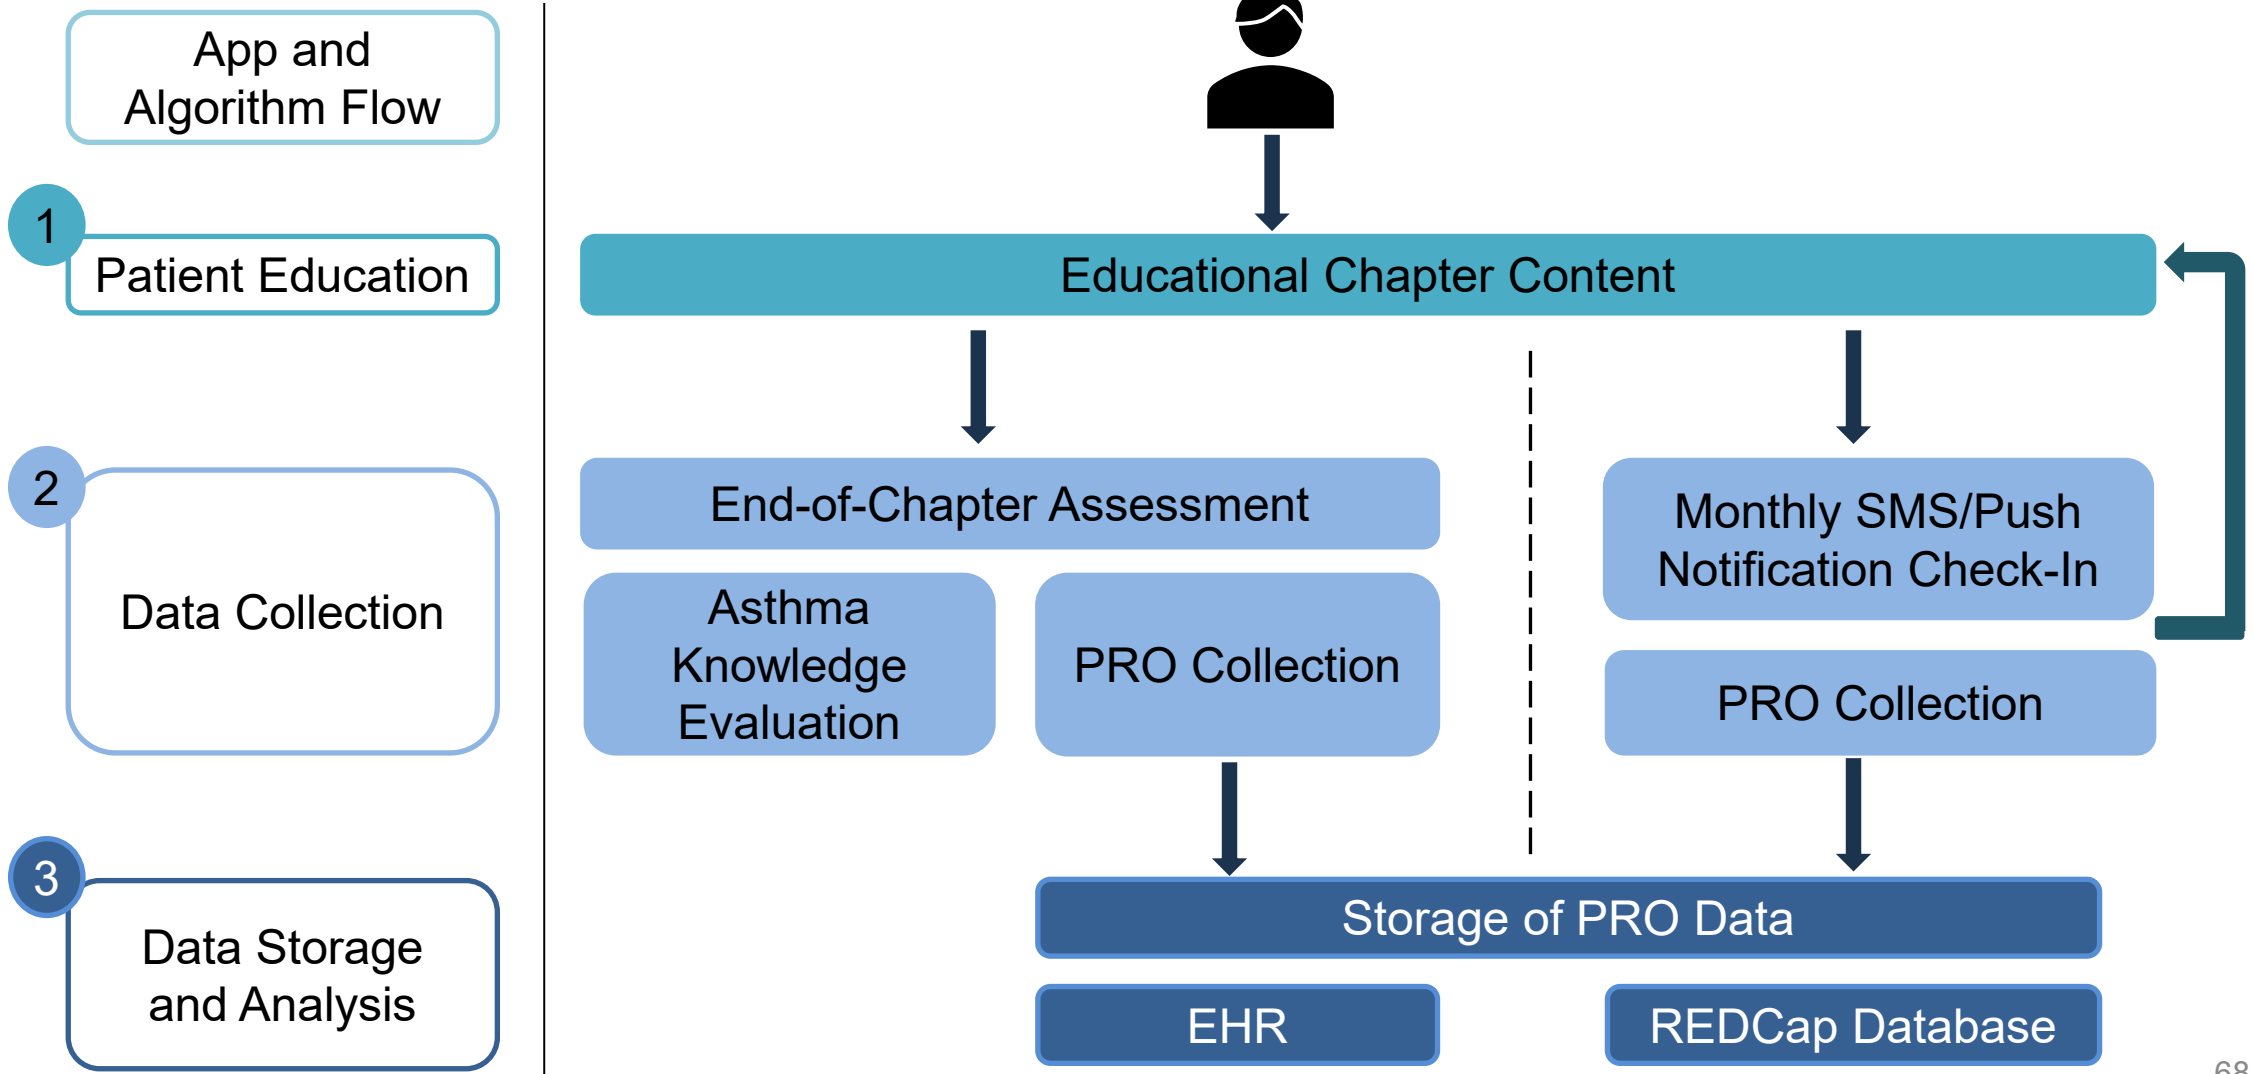 App and
Algorithm Flow
1
Patient Education
Educational Chapter Content
2
Data Collection
End-of-Chapter Assessment
Asthma
Knowledge
Evaluation
PRO Collection
Monthly SMS/Push
Notification Check-In
PRO Collection
3
Data Storage
and Analysis
Storage of PRO Data
EHR
REDCap Database
68